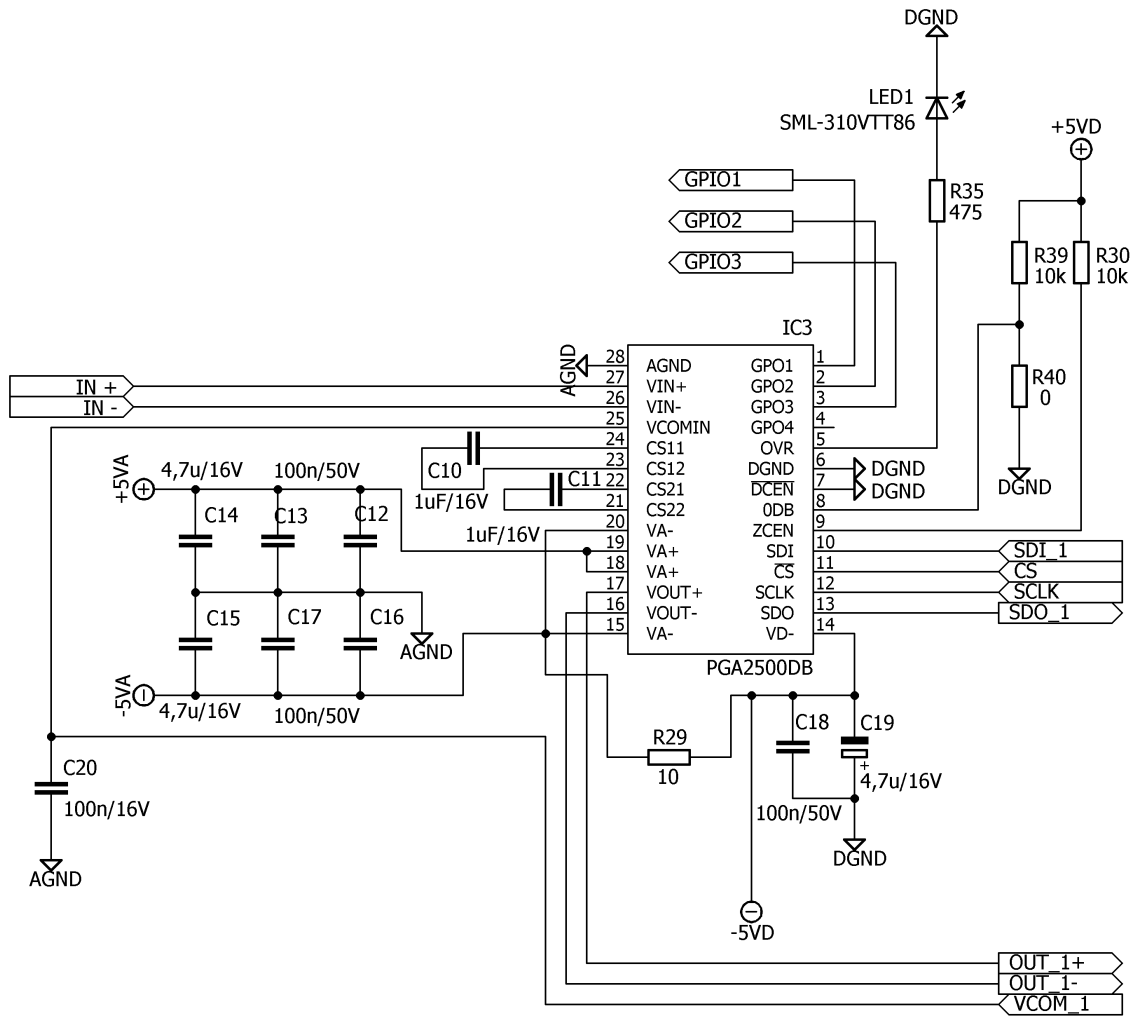 DGND
LED1
SML-310VTT86
+5VD
GPIO1
GPIO2
GPIO3
R35
475
R39
10k
R30
10k
R40
0
DGND
IC3
AGND
IN +
IN -
28 AGND GPO1 1
27 VIN+ GPO2 2
26 VIN- GPO3 3
25 VCOMIN GPO4 4
24 CS11 OVR 5
23 CS12 DGND 6
22 CS21 DCEN 7
21 CS22 0DB 8
20 VA- ZCEN 9
19 VA+ SDI 10
18 VA+ CS 11
17 VOUT+ SCLK 12
16 VOUT- SDO 13
15 VA- VD- 14
PGA2500DB
DGND
DGND
C10
1uF/16V
C11
1uF/16V
+5VA
4,7u/16V
100n/50V
C14
C13
C12
C15
C17
C16
AGND
-5VA
4,7u/16V
100n/50V
SDI_1
CS
SCLK
SDO_1
R29
10
C18
100n/50V
C19
+
4,7u/16V
DGND
-5VD
C20
100n/16V
AGND
OUT_1+
OUT_1-
VCOM_1